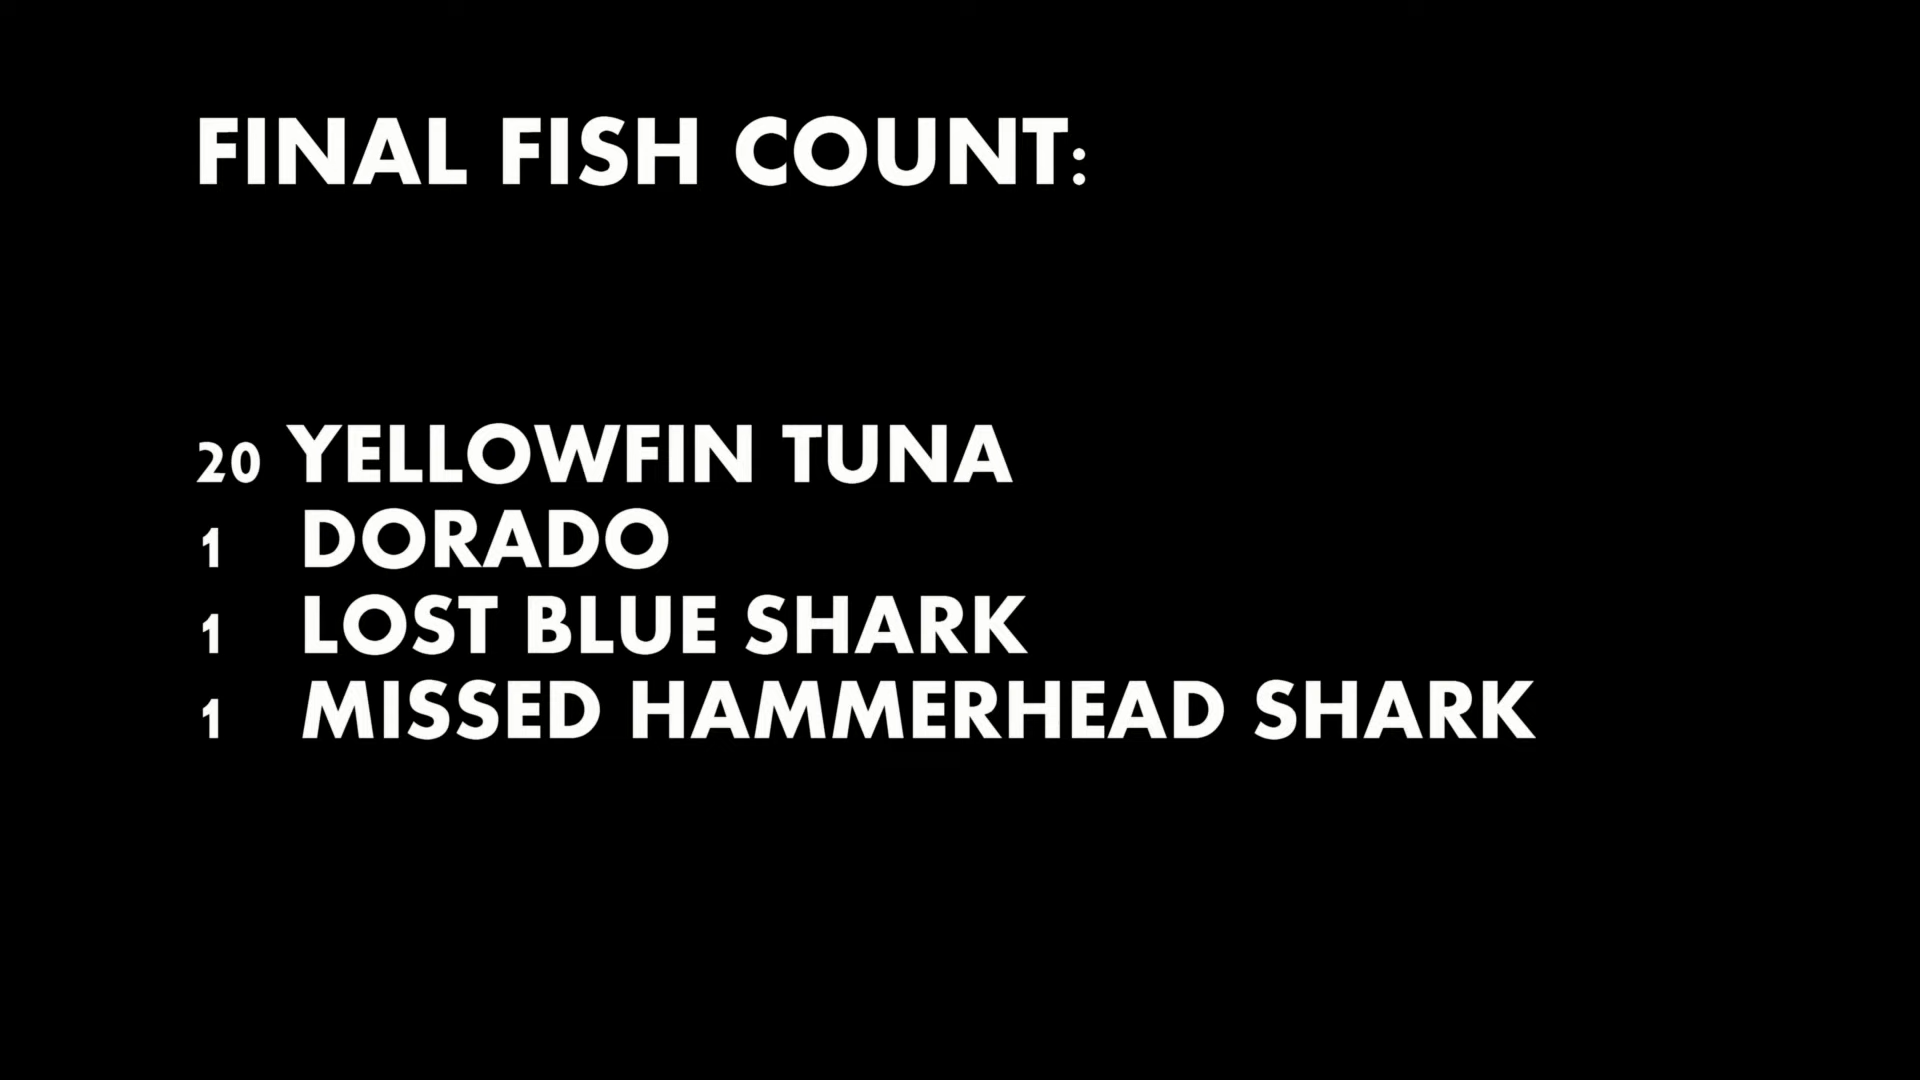 FINAL FISH COUNT:
20 YELLOWFIN TUNA
1 DORADO
1 LOST BLUE SHARK
1 MISSED HAMMERHEAD SHARK